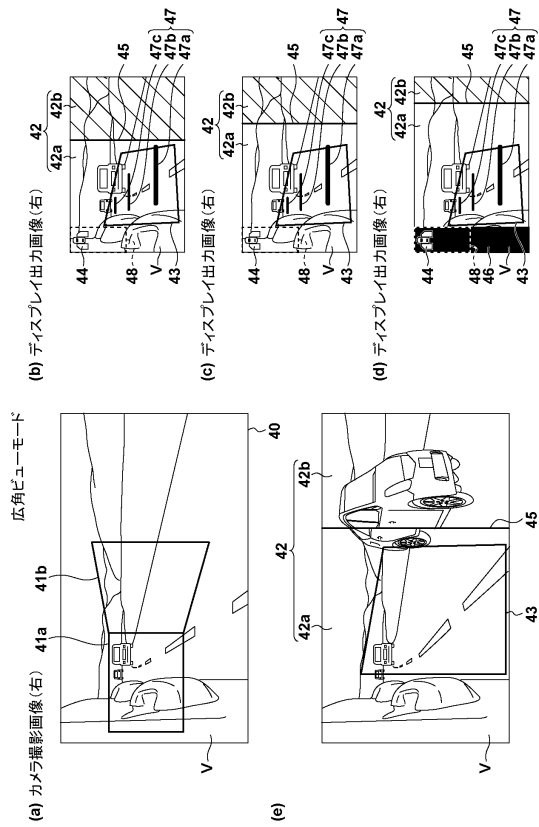 広角ビューモード
(a) カメラ撮影画像(右)
41a
41b
40
V
(e)
42
42a
42b
45
43
V
(b) ディスプレイ出力画像(右)
42
42a
42b
45
47
47c
47b
47a
44
48
V
43
(c) ディスプレイ出力画像(右)
42
42a
42b
45
47
47c
47b
47a
44
48
V
43
(d) ディスプレイ出力画像(右)
42
42a
42b
45
47
47c
47b
47a
44
48
46
V
43